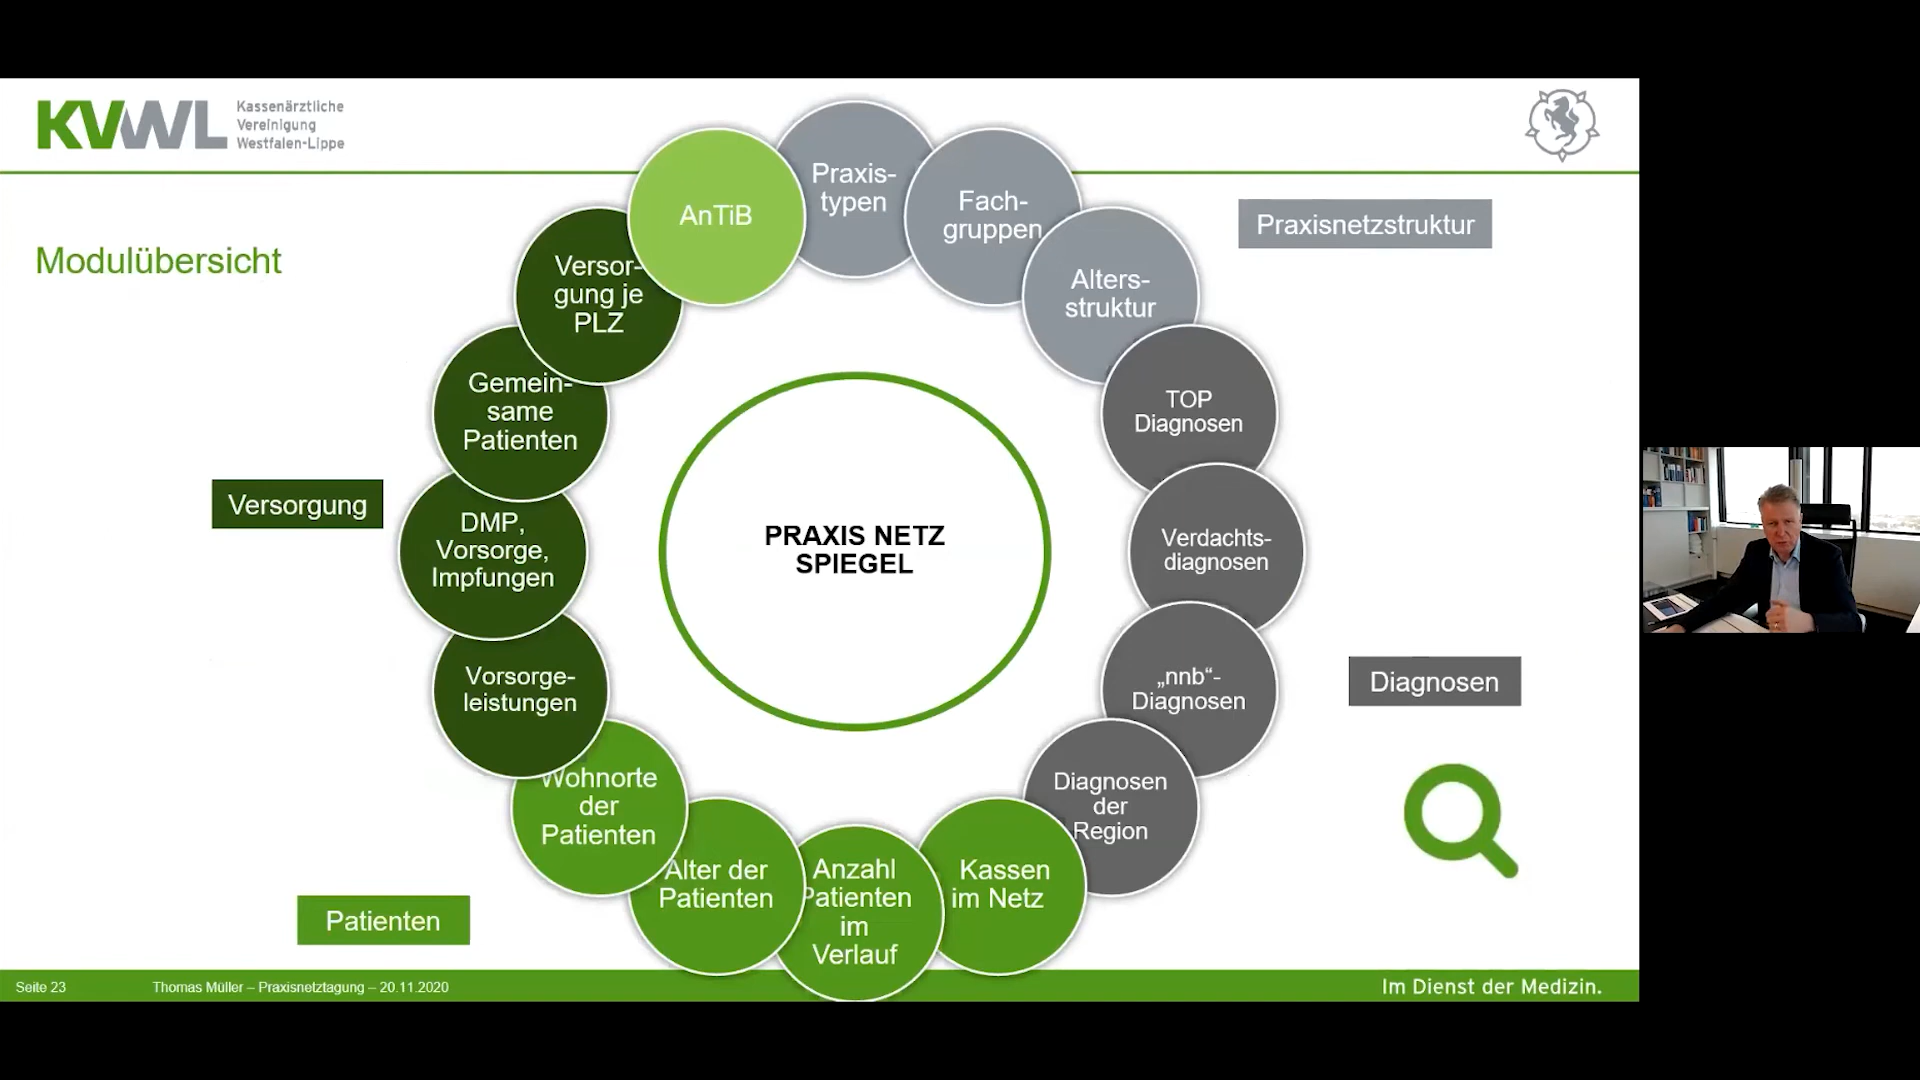 KVWL
Kassenärztliche
Vereinigung
Westfalen-Lippe
Modulübersicht
AnTiB
Praxis-
typen
Fach-
gruppen
Alters-
struktur
Praxisnetzstruktur
TOP
Diagnosen
Verdachts-
diagnosen
„nnb“-
Diagnosen
Diagnosen
der
Region
Diagnosen
Kassen
im Netz
Anzahl
Patienten
im
Verlauf
Alter der
Patienten
Wohnorte
der
Patienten
Patienten
Vorsorge-
leistungen
DMP,
Vorsorge,
Impfungen
Gemein-
same
Patienten
Versor-
gung je
PLZ
Versorgung
PRAXIS NETZ
SPIEGEL
Seite 23
Thomas Müller – Praxisnetztagung – 20.11.2020
Im Dienst der Medizin.